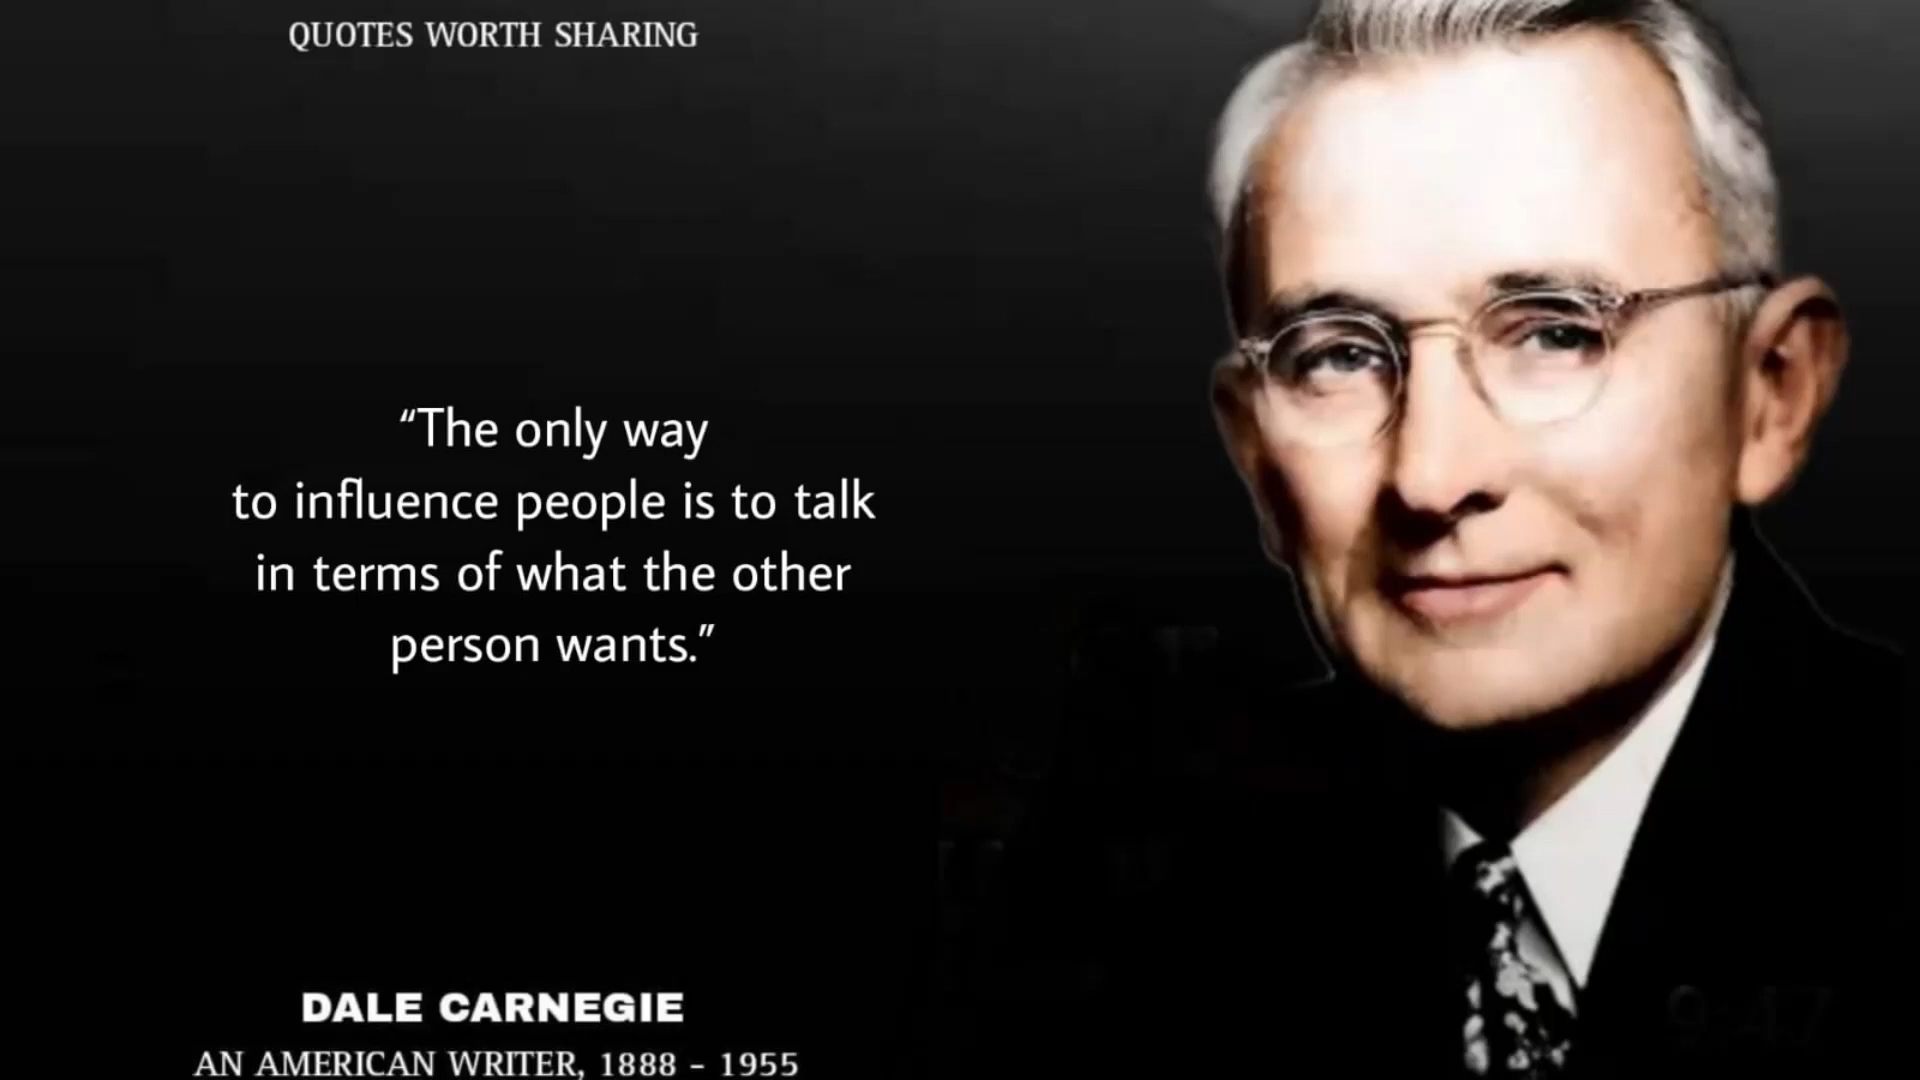 QUOTES WORTH SHARING
“The only way
to influence people is to talk
in terms of what the other
person wants.”
DALE CARNEGIE
AN AMERICAN WRITER, 1888 – 1955